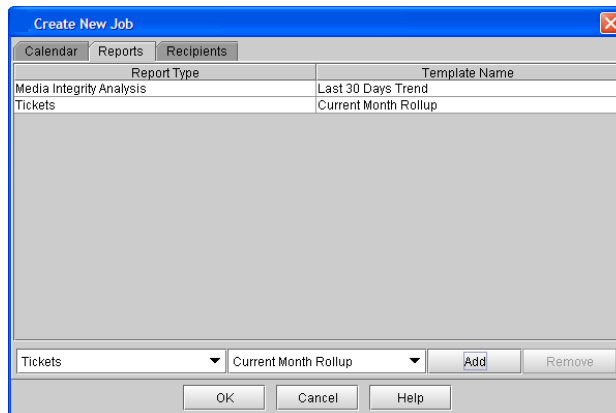 Create New Job
Calendar Reports Recipients
Report Type Template Name
Media Integrity Analysis Last 30 Days Trend
Tickets Current Month Rollup
Tickets Current Month Rollup Add Remove
OK Cancel Help